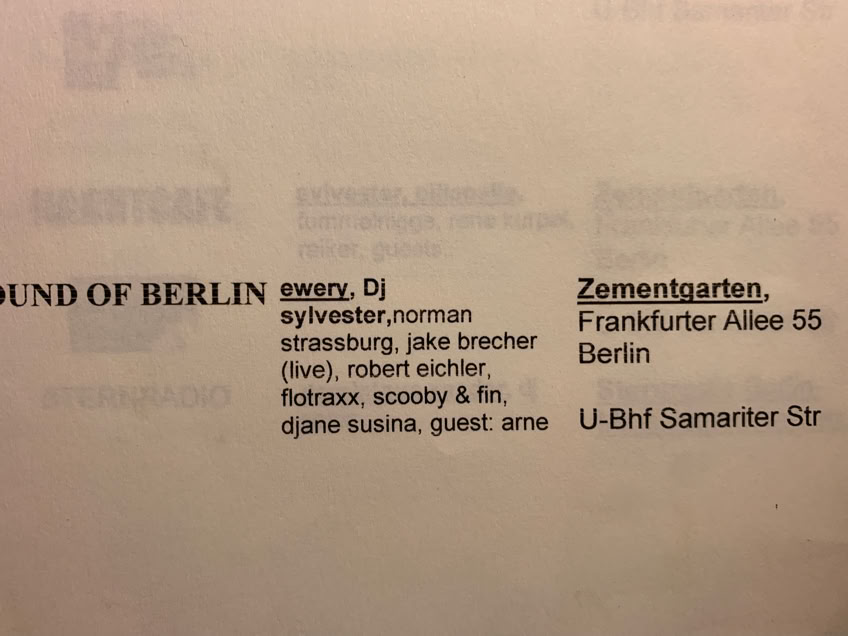 OUND OF BERLIN
ewery, Dj
sylvester,norman
strassburg, jake brecher
(live), robert eichler,
flotraxx, scooby & fin,
djane susina, guest: arne
Zementgarten,
Frankfurter Allee 55
Berlin
U-Bhf Samariter Str